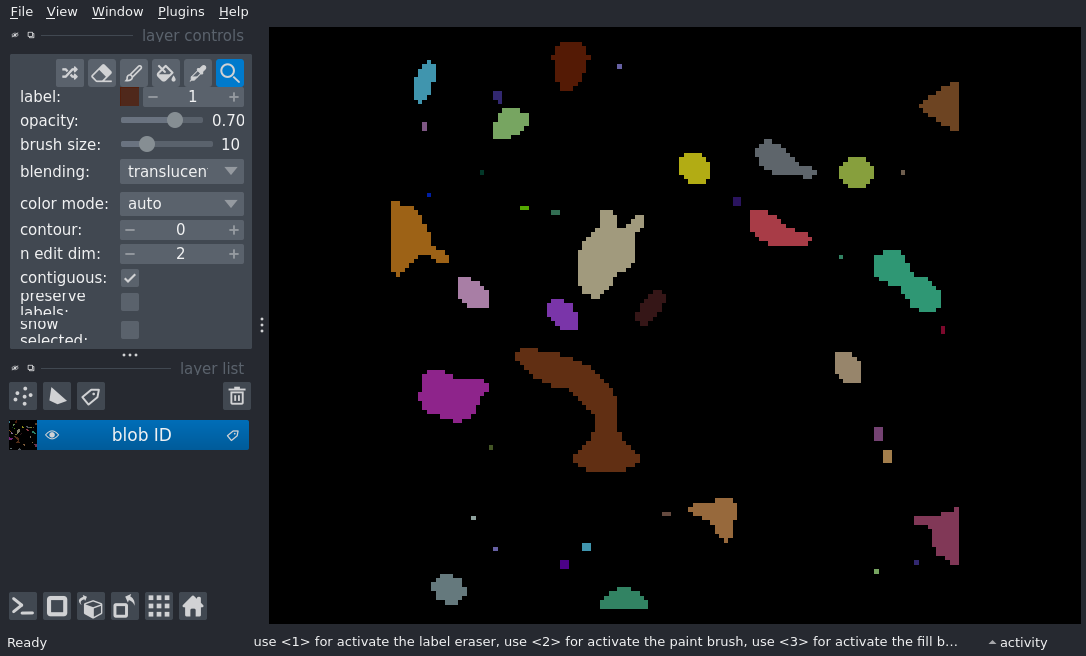 File View Window Plugins Help
layer controls
label: 1
opacity: 0.70
brush size: 10
blending: translucen
color mode: auto
contour: 0
n edit dim: 2
contiguous:
preserve
labels:
show
selected:
layer list
blob ID
Ready use <1> for activate the label eraser, use <2> for activate the paint brush, use <3> for activate the fill b... activity